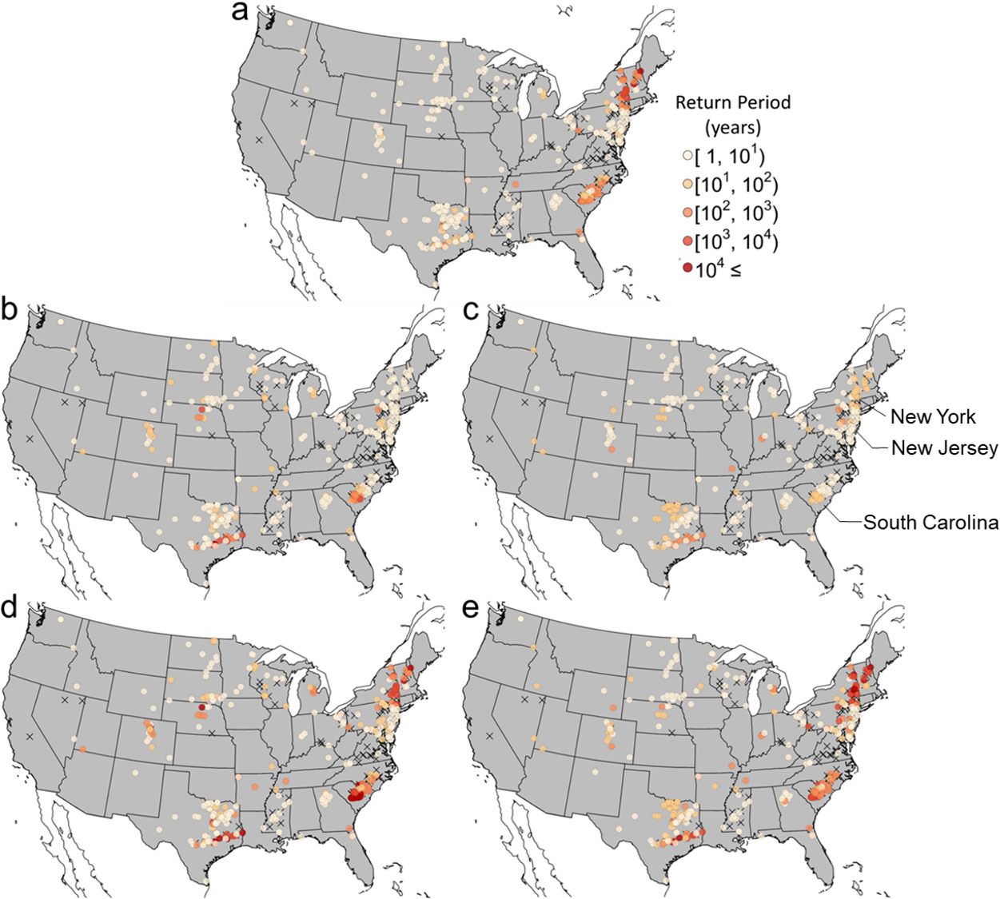 a
Return Period
(years)
[ 1, 10¹)
[10¹, 10²)
[10², 10³)
[10³, 10⁴)
10⁴ ≤
b
c
New York
New Jersey
South Carolina
d
e